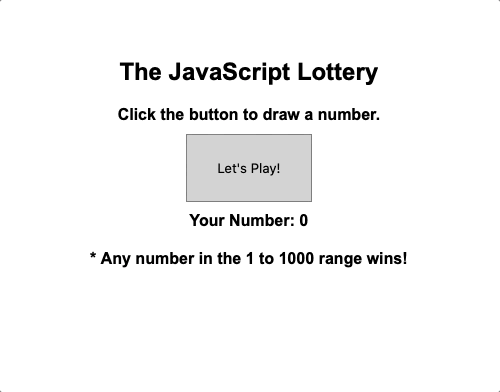 The JavaScript Lottery
Click the button to draw a number.
Let's Play!
Your Number: 0
* Any number in the 1 to 1000 range wins!